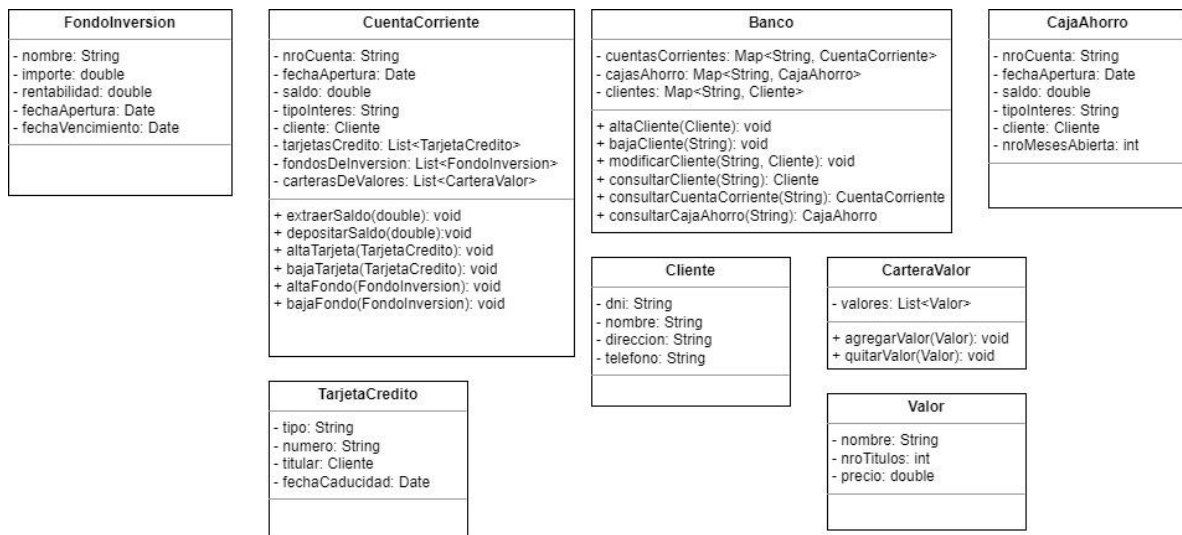 FondoInversion
- nombre: String
- importe: double
- rentabilidad: double
- fechaApertura: Date
- fechaVencimiento: Date
CuentaCorriente
- nroCuenta: String
- fechaApertura: Date
- saldo: double
- tipoInteres: String
- cliente: Cliente
- tarjetasCredito: List<TarjetaCredito>
- fondosDeInversion: List<FondoInversion>
- carterasDeValores: List<CarteraValor>
+ extraerSaldo(double): void
+ depositarSaldo(double):void
+ altaTarjeta(TarjetaCredito): void
+ bajaTarjeta(TarjetaCredito): void
+ altaFondo(FondoInversion): void
+ bajaFondo(FondoInversion): void
Banco
- cuentasCorrientes: Map<String, CuentaCorriente>
- cajasAhorro: Map<String, CajaAhorro>
- clientes: Map<String, Cliente>
+ altaCliente(Cliente): void
+ bajaCliente(String): void
+ modificarCliente(String, Cliente): void
+ consultarCliente(String): Cliente
+ consultarCuentaCorriente(String): CuentaCorriente
+ consultarCajaAhorro(String): CajaAhorro
CajaAhorro
- nroCuenta: String
- fechaApertura: Date
- saldo: double
- tipoInteres: String
- cliente: Cliente
- nroMesesAbierta: int
Cliente
- dni: String
- nombre: String
- direccion: String
- telefono: String
CarteraValor
- valores: List<Valor>
+ agregarValor(Valor): void
+ quitarValor(Valor): void
TarjetaCredito
- tipo: String
- numero: String
- titular: Cliente
- fechaCaducidad: Date
Valor
- nombre: String
- nroTitulos: int
- precio: double